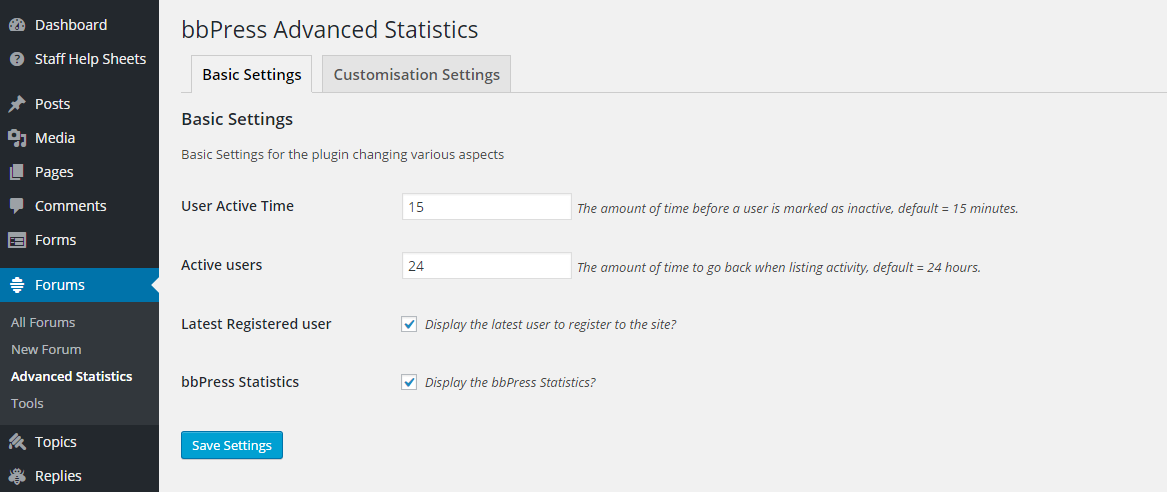 Dashboard
Staff Help Sheets
Posts
Media
Pages
Comments
Forms
Forums
All Forums
New Forum
Advanced Statistics
Tools
Topics
Replies
bbPress Advanced Statistics
Basic Settings
Customisation Settings
Basic Settings
Basic Settings for the plugin changing various aspects
User Active Time
15
The amount of time before a user is marked as inactive, default = 15 minutes.
Active users
24
The amount of time to go back when listing activity, default = 24 hours.
Latest Registered user
Display the latest user to register to the site?
bbPress Statistics
Display the bbPress Statistics?
Save Settings